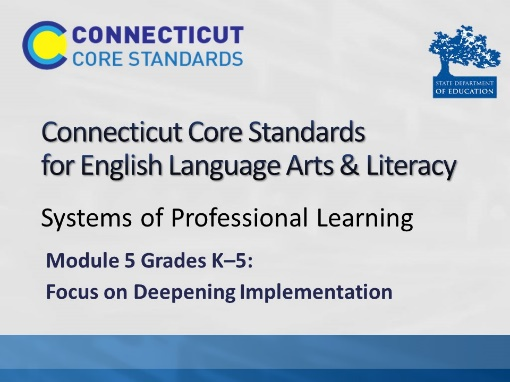 CONNECTICUT
CORE STANDARDS
STATE DEPARTMENT
OF EDUCATION
Connecticut Core Standards
for English Language Arts & Literacy
Systems of Professional Learning
Module 5 Grades K–5:
Focus on Deepening Implementation